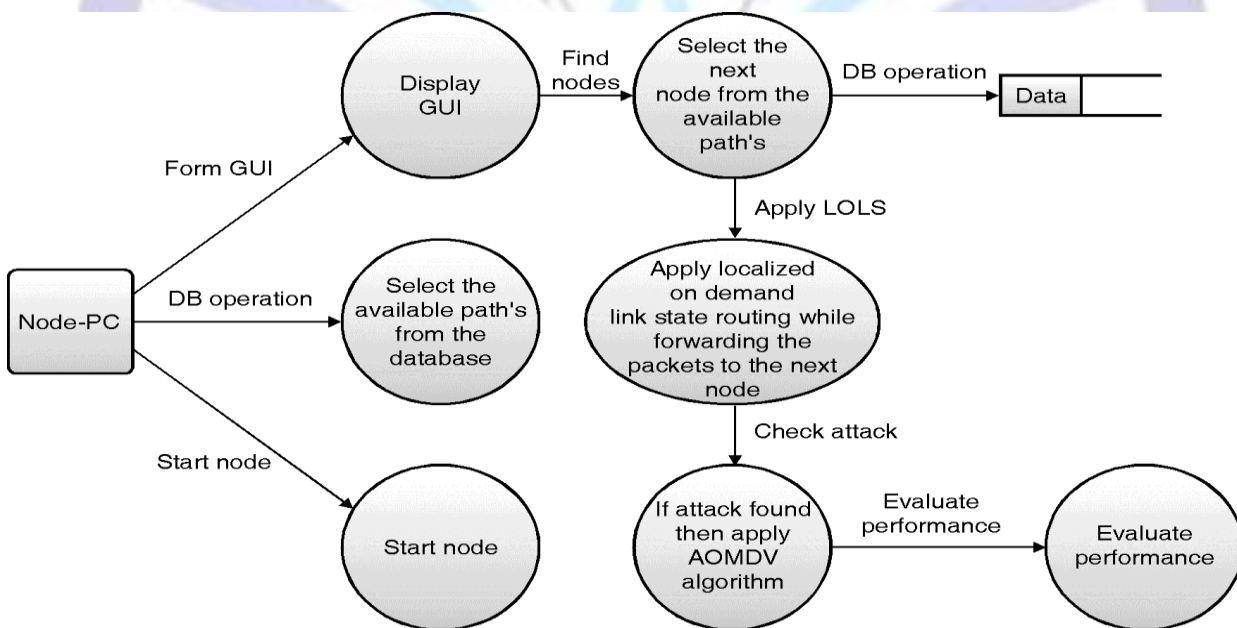 Display
GUI
Find
nodes
Select the
next
node from the
available
path's
DB operation
Data
Form GUI
Apply LOLS
Node-PC
DB operation
Select the
available path's
from the
database
Apply localized
on demand
link state routing while
forwarding the
packets to the next
node
Start node
Check attack
Start node
If attack found
then apply
AOMDV
algorithm
Evaluate
performance
Evaluate
performance